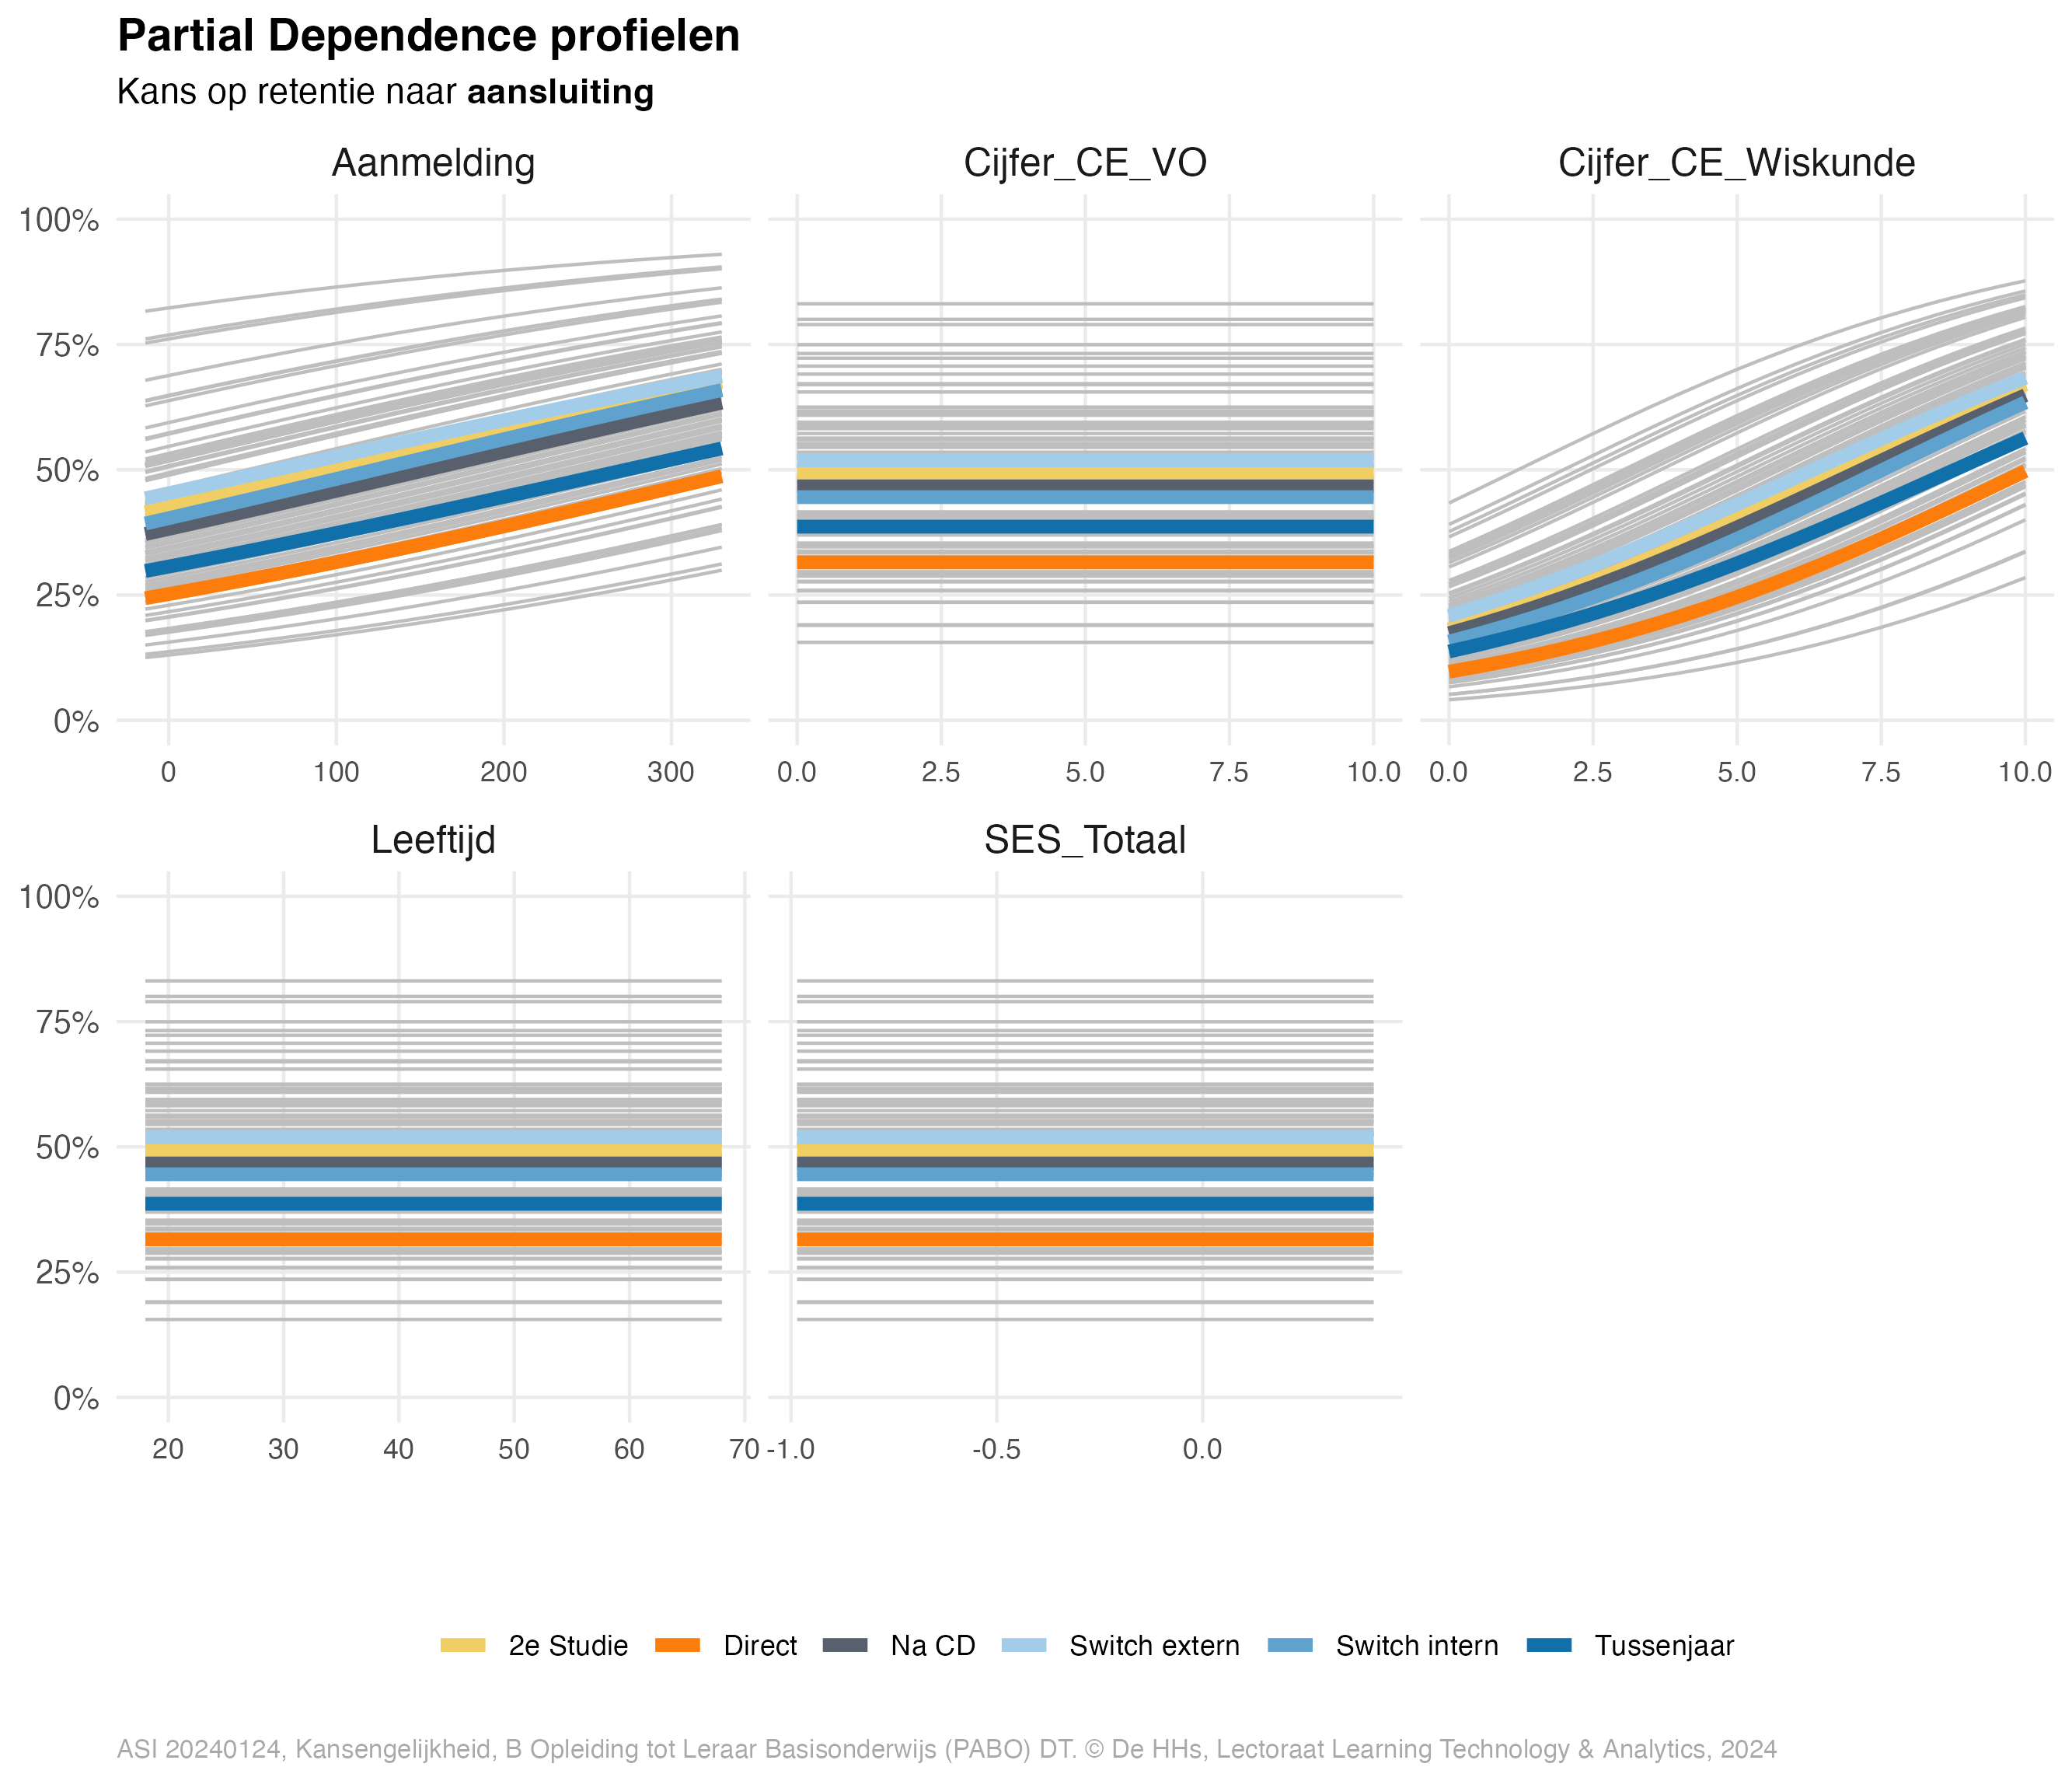 Partial Dependence profielen
Kans op retentie naar aansluiting
Aanmelding
Cijfer_CE_VO
Cijfer_CE_Wiskunde
100%
75%
50%
25%
0%
0 100 200 300
0.0 2.5 5.0 7.5 10.0
0.0 2.5 5.0 7.5 10.0
Leeftijd
SES_Totaal
100%
75%
50%
25%
0%
20 30 40 50 60 70
-1.0 -0.5 0.0
2e Studie Direct Na CD Switch extern Switch intern Tussenjaar
ASI 20240124, Kansengelijkheid, B Opleiding tot Leraar Basisonderwijs (PABO) DT. © De HHs, Lectoraat Learning Technology & Analytics, 2024